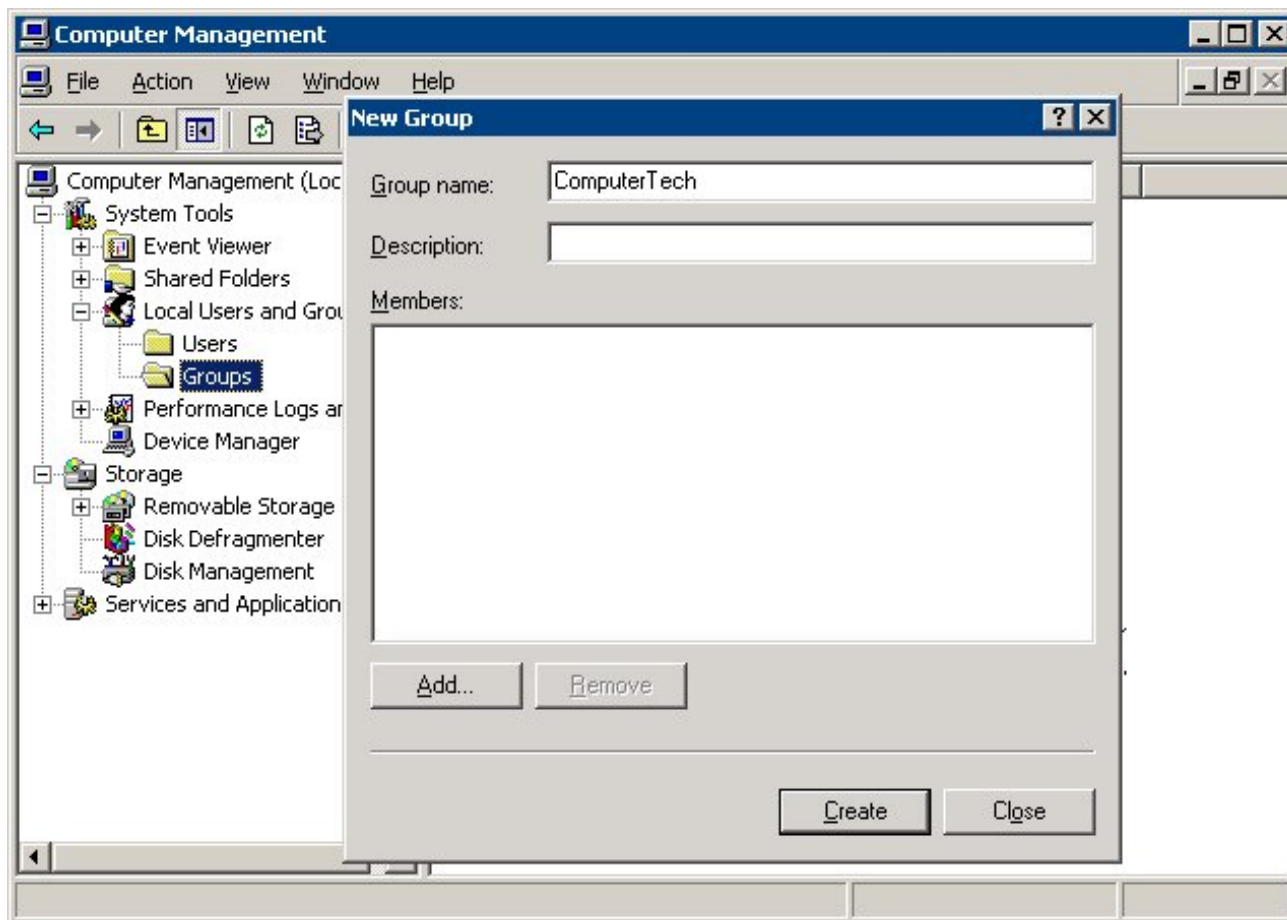 Computer Management
File Action View Window Help
New Group
Group name: ComputerTech
Description:
Members:
Add... Remove
Create Close
Computer Management (Loc
System Tools
Event Viewer
Shared Folders
Local Users and Grou
Users
Groups
Performance Logs an
Device Manager
Storage
Removable Storage
Disk Defragmenter
Disk Management
Services and Application